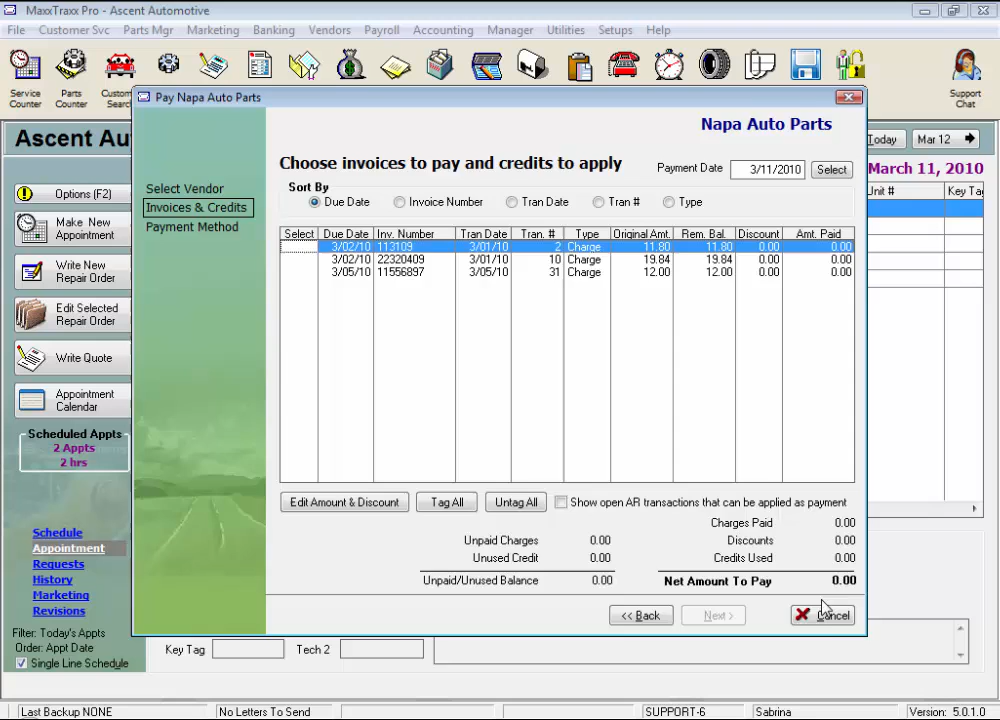 MaxxTraxx Pro - Ascent Automotive
File Customer Svc Parts Mgr Marketing Banking Vendors Payroll Accounting Manager Utilities Setups Help
Service Counter
Parts Counter
Custom Searc
Support Chat
Ascent Au
Today
Mar 12
March 11, 2010
Unit #
Key Tag
Options (F2)
Make New Appointment
Write New Repair Order
Edit Selected Repair Order
Write Quote
Appointment Calendar
Scheduled Appts
2 Appts
2 hrs
Schedule
Appointment
Requests
History
Marketing
Revisions
Filter: Today's Appts
Order: Appt Date
Single Line Schedule
Pay Napa Auto Parts
Select Vendor
Invoices & Credits
Payment Method
Napa Auto Parts
Choose invoices to pay and credits to apply
Payment Date 3/11/2010 Select
Sort By
Due Date Invoice Number Tran Date Tran # Type
Select Due Date Inv. Number Tran Date Tran. # Type Original Amt. Rem. Bal. Discount Amt. Paid
3/02/10 113109 3/01/10 2 Charge 11.80 11.80 0.00 0.00
3/02/10 22320409 3/01/10 10 Charge 19.84 19.84 0.00 0.00
3/05/10 11556897 3/05/10 31 Charge 12.00 12.00 0.00 0.00
Edit Amount & Discount Tag All Untag All Show open AR transactions that can be applied as payment
Charges Paid 0.00
Unpaid Charges 0.00 Discounts 0.00
Unused Credit 0.00 Credits Used 0.00
Unpaid/Unused Balance 0.00 Net Amount To Pay 0.00
<< Back Next > Cancel
Key Tag Tech 2
Last Backup NONE No Letters To Send SUPPORT-6 Sabrina Version: 5.0.1.0